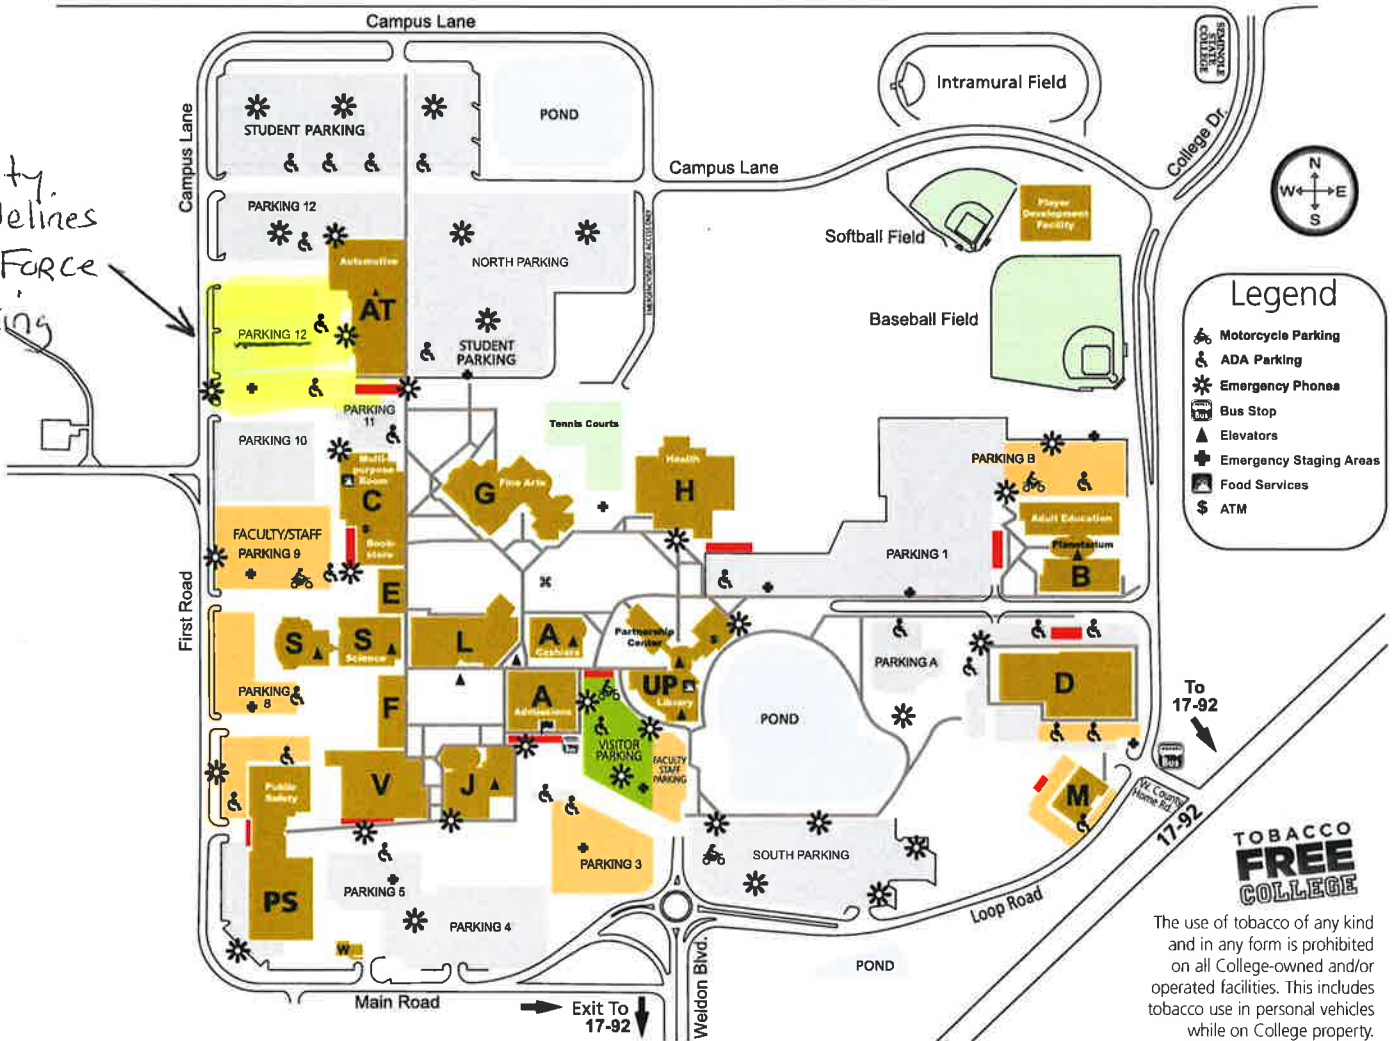 Campus Lane
SEMINOLE
STATE
COLLEGE
Intramural Field
POND
STUDENT PARKING
Campus Lane
College Dr.
Campus Lane
N
W E
S
PARKING 12
Player
Development
Facility
Softball Field
delines
Force
NORTH PARKING
Automotive
AT
Baseball Field
PARKING 12
STUDENT
PARKING
Legend
Motorcycle Parking
ADA Parking
Emergency Phones
Bus
Bus Stop
Elevators
Emergency Staging Areas
Food Services
$ ATM
PARKING
11
Tennis Courts
PARKING 10
Multi-
purpose
Room
C
$
Book-
store
G
Fine Arts
Health
H
PARKING B
Adult Education
Planetarium
B
FACULTY/STAFF
PARKING 9
PARKING 1
E
First Road
S
S
Science
L
A
Cashiers
Partnership
Center
$
PARKING A
D
PARKING
8
F
A
Admissions
UP
Library
POND
To
17-92
VISITOR
PARKING
FACULTY
STAFF
PARKING
Bus
Public
Safety
V
J
M
W. County
Home Rd.
17-92
PARKING 3
SOUTH PARKING
PS
PARKING 5
PARKING 4
W
Loop Road
POND
Main Road
Exit To
17-92
Weldon Blvd.
TOBACCO
FREE
COLLEGE
The use of tobacco of any kind
and in any form is prohibited
on all College-owned and/or
operated facilities. This includes
tobacco use in personal vehicles
while on College property.